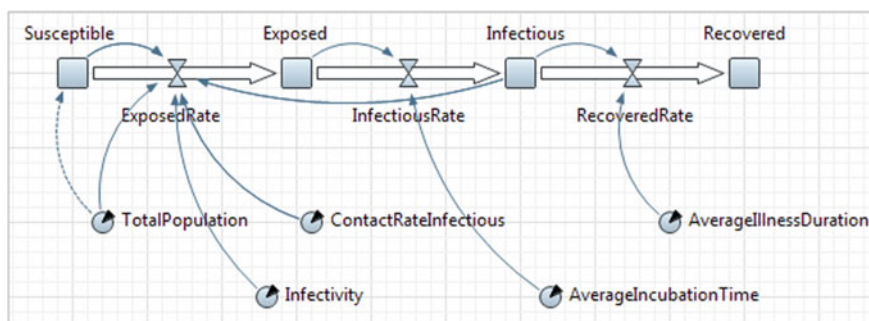 Susceptible Exposed Infectious Recovered
ExposedRate InfectiousRate RecoveredRate
TotalPopulation ContactRateInfectious AverageIllnessDuration
Infectivity AverageIncubationTime